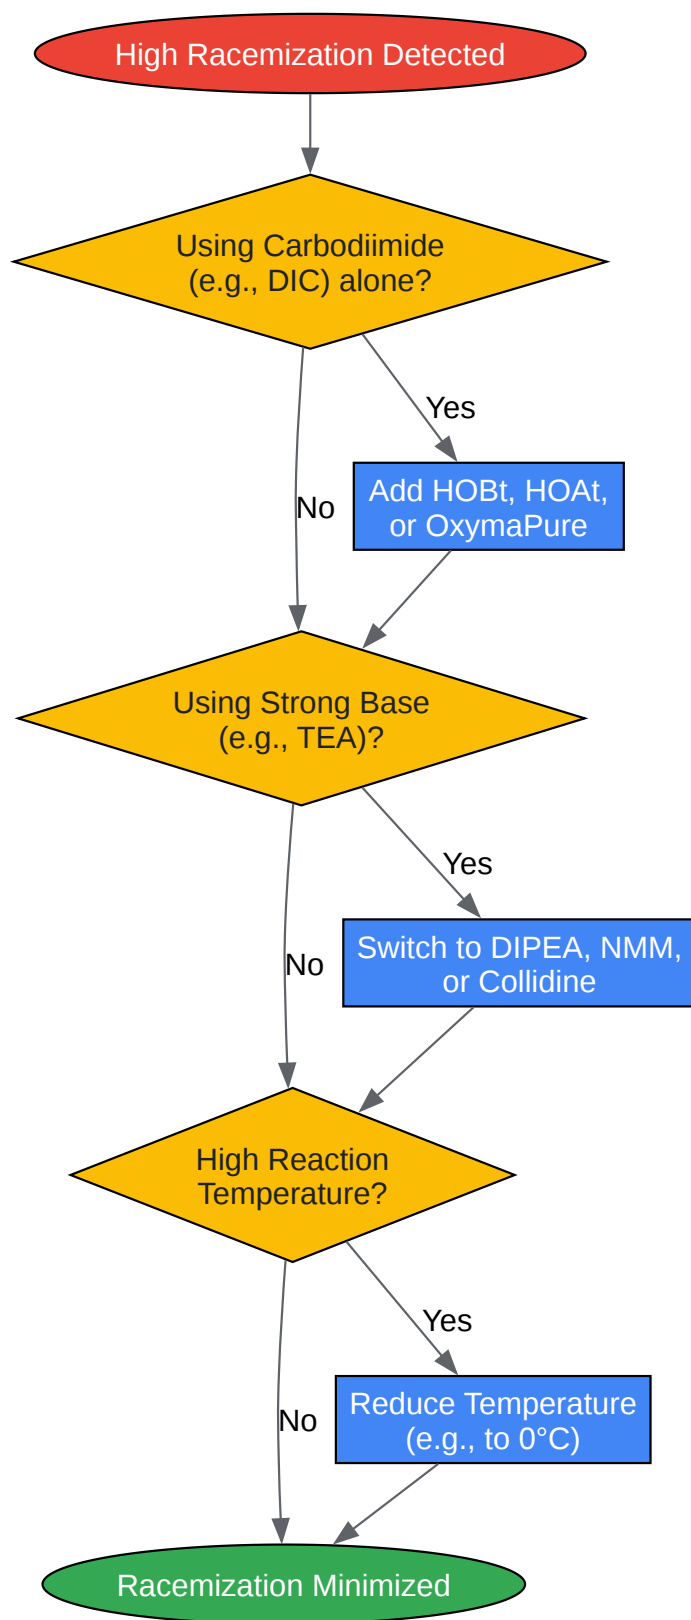 High Racemization Detected
Using Carbodiimide
(e.g., DIC) alone?
Yes
Add HOBt, HOAt,
or OxymaPure
No
Using Strong Base
(e.g., TEA)?
Yes
Switch to DIPEA, NMM,
or Collidine
No
High Reaction
Temperature?
Yes
Reduce Temperature
(e.g., to 0°C)
No
Racemization Minimized